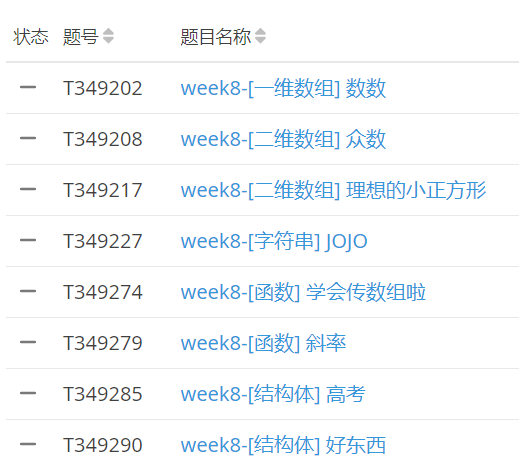 状态 题号 题目名称
T349202 week8-[一维数组] 数数
T349208 week8-[二维数组] 众数
T349217 week8-[二维数组] 理想的小正方形
T349227 week8-[字符串] JOJO
T349274 week8-[函数] 学会传数组啦
T349279 week8-[函数] 斜率
T349285 week8-[结构体] 高考
T349290 week8-[结构体] 好东西